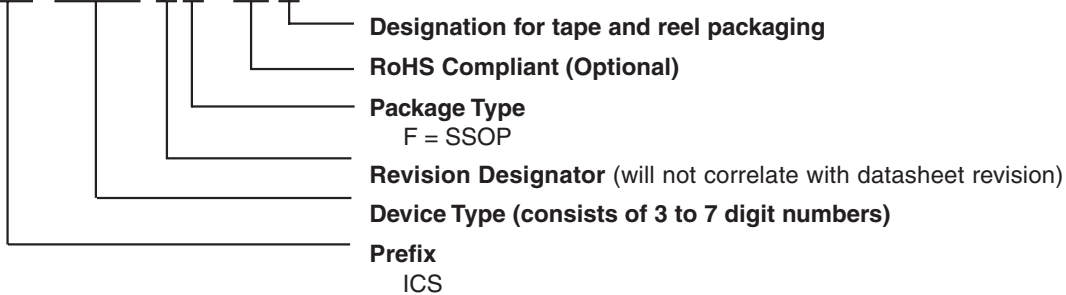 Designation for tape and reel packaging
RoHS Compliant (Optional)
Package Type
F = SSOP
Revision Designator (will not correlate with datasheet revision)
Device Type (consists of 3 to 7 digit numbers)
Prefix
ICS